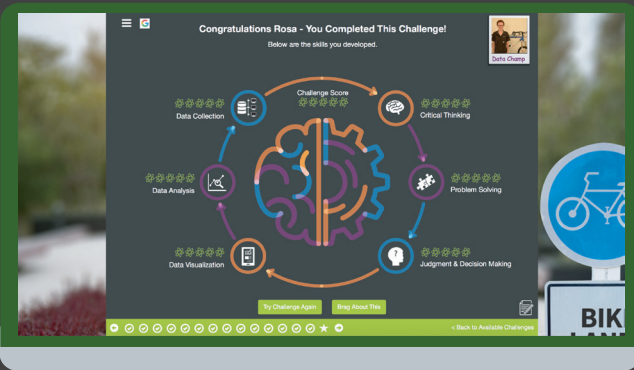 Congratulations Rosa - You Completed This Challenge!
Below are the skills you developed.
Data Champ
Challenge Score
Data Collection
Critical Thinking
Data Analysis
Problem Solving
Data Visualization
Judgment & Decision Making
Try Challenge Again
Brag About This
< Back to Available Challenges
BIK